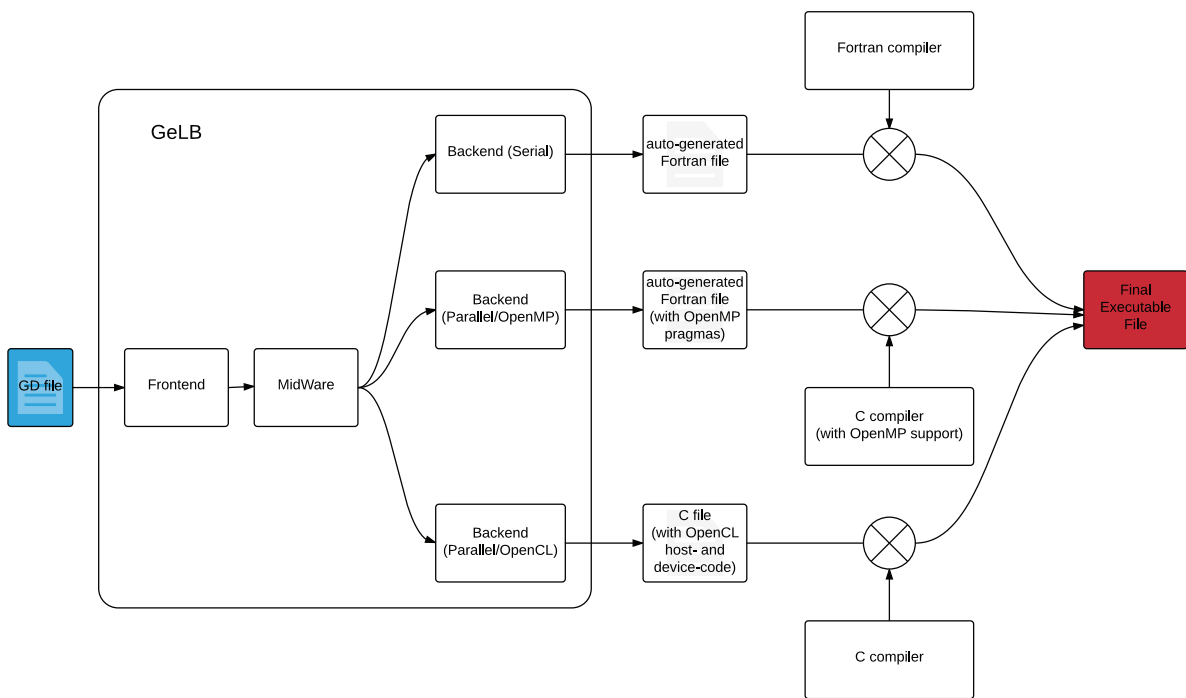 Fortran compiler
GeLB
Backend (Serial)
auto-generated
Fortran file
Backend
(Parallel/OpenMP)
auto-generated
Fortran file
(with OpenMP
pragmas)
Final
Executable
File
GD file
Frontend
MidWare
C compiler
(with OpenMP support)
Backend
(Parallel/OpenCL)
C file
(with OpenCL
host- and
device-code)
C compiler